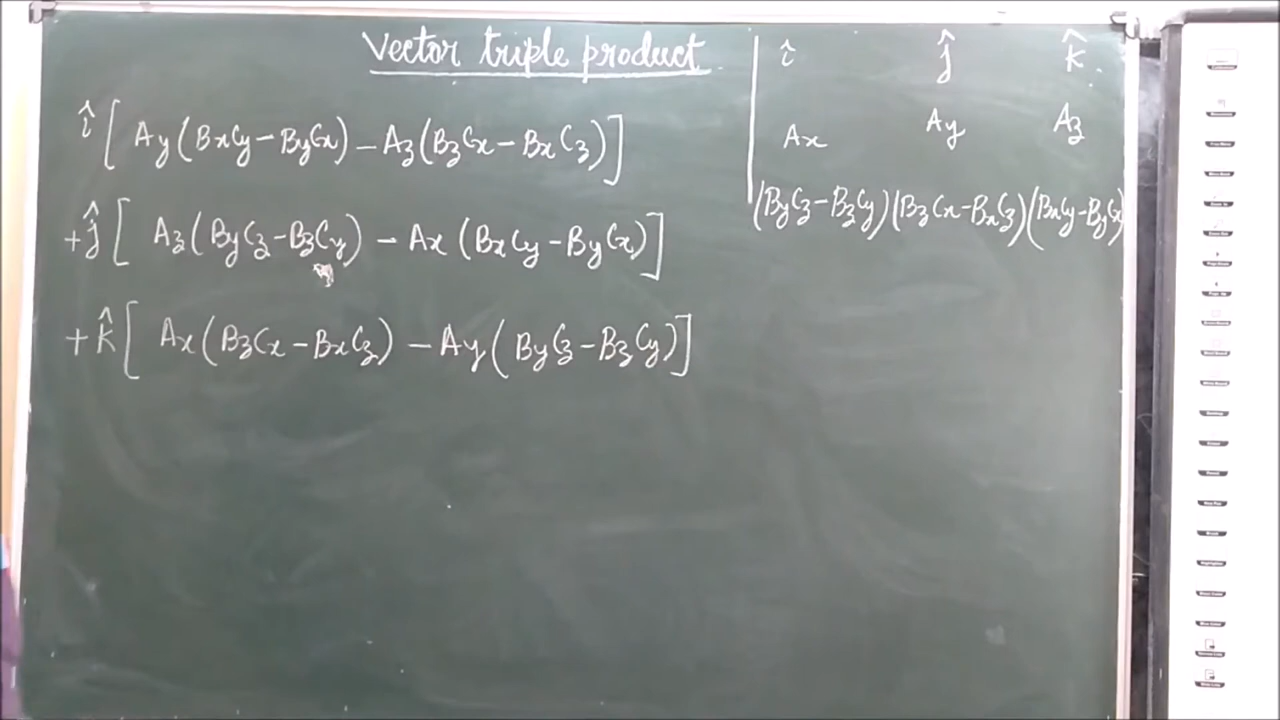 Vector triple product
î [ Ay (BxCy – ByCx) – Az (BzCx – BxCz) ]
+ ĵ [ Az (ByCz – BzCy) – Ax (BxCy – ByCx) ]
+ k̂ [ Ax (BzCx – BxCz) – Ay (ByCz – BzCy) ]
î ĵ k̂
Ax Ay Az
(ByCz – BzCy) (BzCx – BxCz) (BxCy – ByCx)